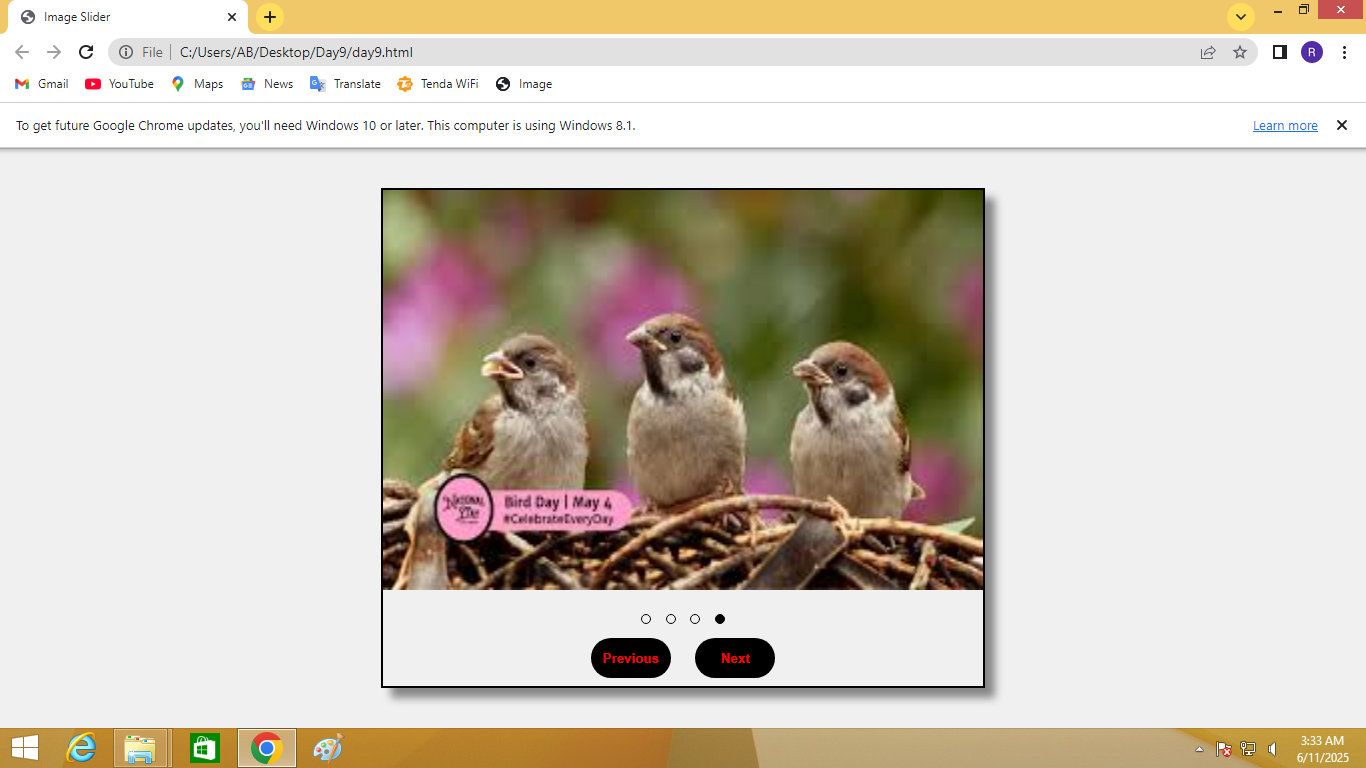 Image Slider
File
C:/Users/AB/Desktop/Day9/day9.html
R
Gmail
YouTube
Maps
News
Translate
Tenda WiFi
Image
To get future Google Chrome updates, you'll need Windows 10 or later. This computer is using Windows 8.1.
Learn more
NATIONAL
DAY
Bird Day | May 4
#CelebrateEveryDay
Previous
Next
3:33 AM
6/11/2025